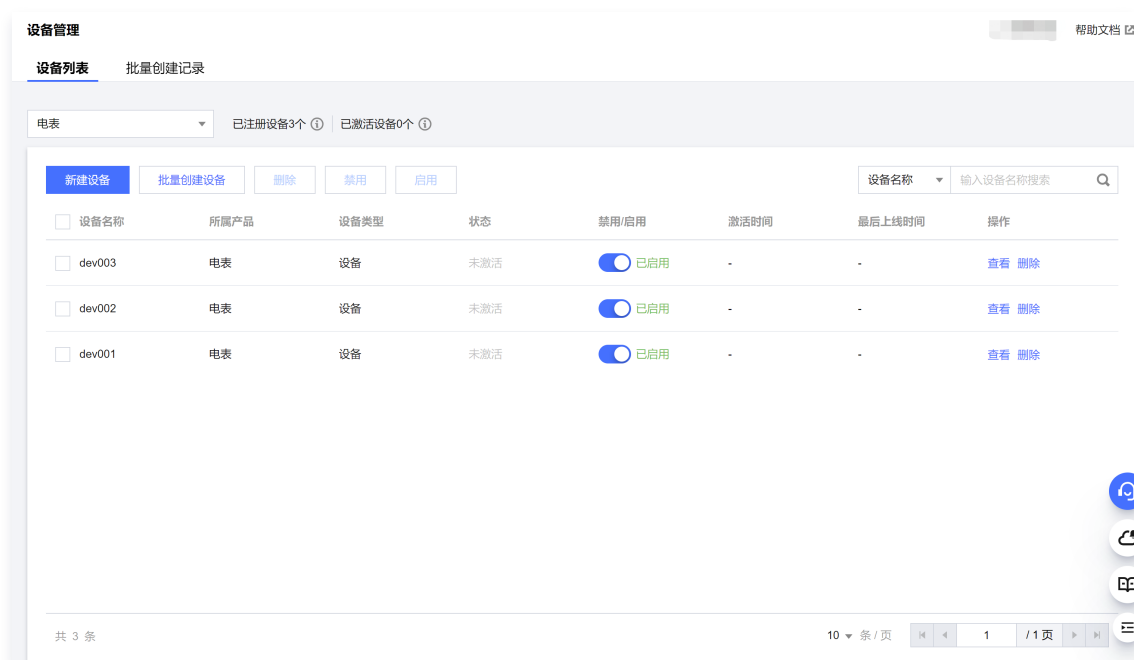 设备管理
帮助文档
设备列表 批量创建记录
电表 已注册设备3个 已激活设备0个
新建设备 批量创建设备 删除 禁用 启用 设备名称 输入设备名称搜索
设备名称 所属产品 设备类型 状态 禁用/启用 激活时间 最后上线时间 操作
dev003 电表 设备 未激活 已启用 - - 查看 删除
dev002 电表 设备 未激活 已启用 - - 查看 删除
dev001 电表 设备 未激活 已启用 - - 查看 删除
共 3 条 10 条 / 页 1 / 1 页